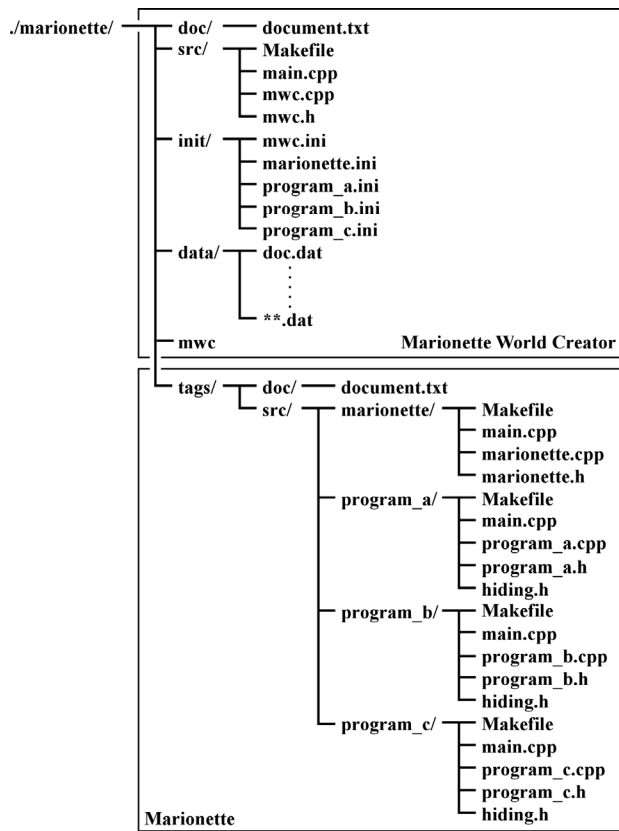 ./marionette/ doc/ document.txt
src/ Makefile
main.cpp
mwc.cpp
mwc.h
init/ mwc.ini
marionette.ini
program_a.ini
program_b.ini
program_c.ini
data/ doc.dat
**.dat
mwc Marionette World Creator
tags/ doc/ document.txt
src/ marionette/ Makefile
main.cpp
marionette.cpp
marionette.h
program_a/ Makefile
main.cpp
program_a.cpp
program_a.h
hiding.h
program_b/ Makefile
main.cpp
program_b.cpp
program_b.h
hiding.h
program_c/ Makefile
main.cpp
program_c.cpp
program_c.h
hiding.h
Marionette